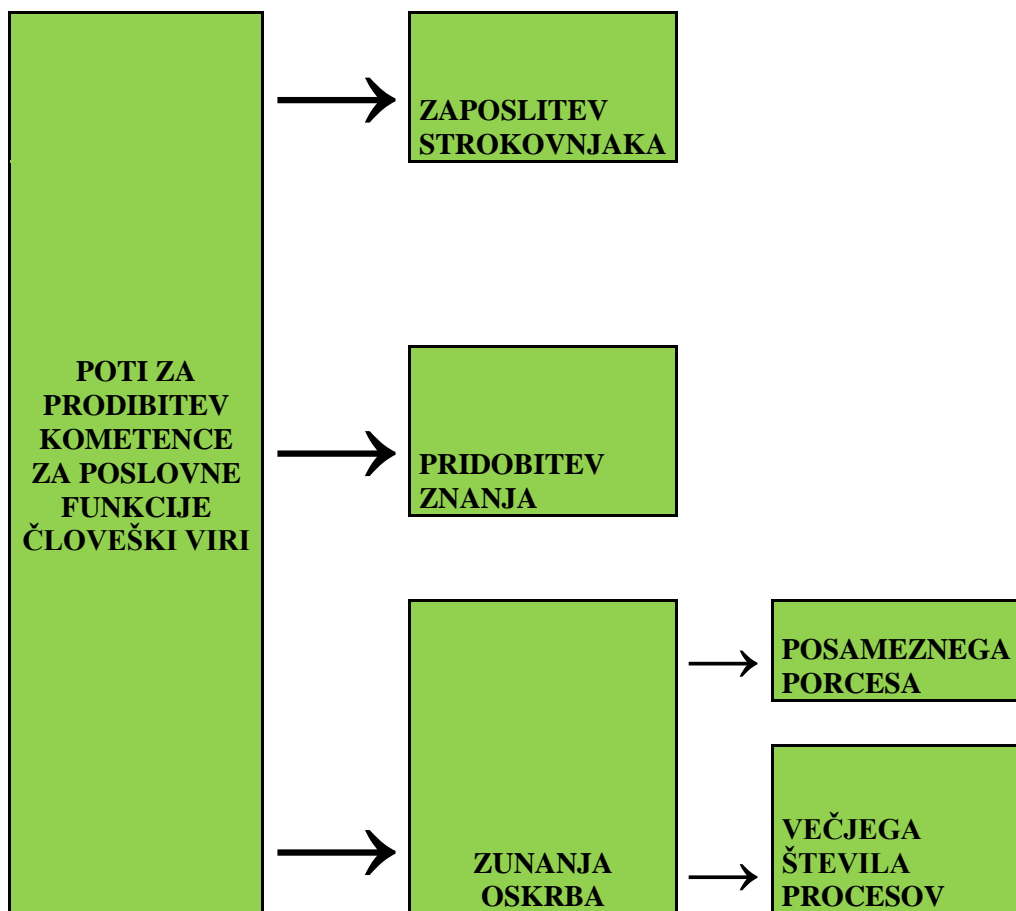 ZAPOSLITEV
STROKOVNJAKA
POTI ZA
PRODIBITEV
KOMETENCE
ZA POSLOVNE
FUNKCIJE
ČLOVEŠKI VIRI
PRIDOBITEV
ZNANJA
ZUNANJA
OSKRBA
POSAMEZNEGA
PORCESA
VEČJEGA
ŠTEVILA
PROCESOV